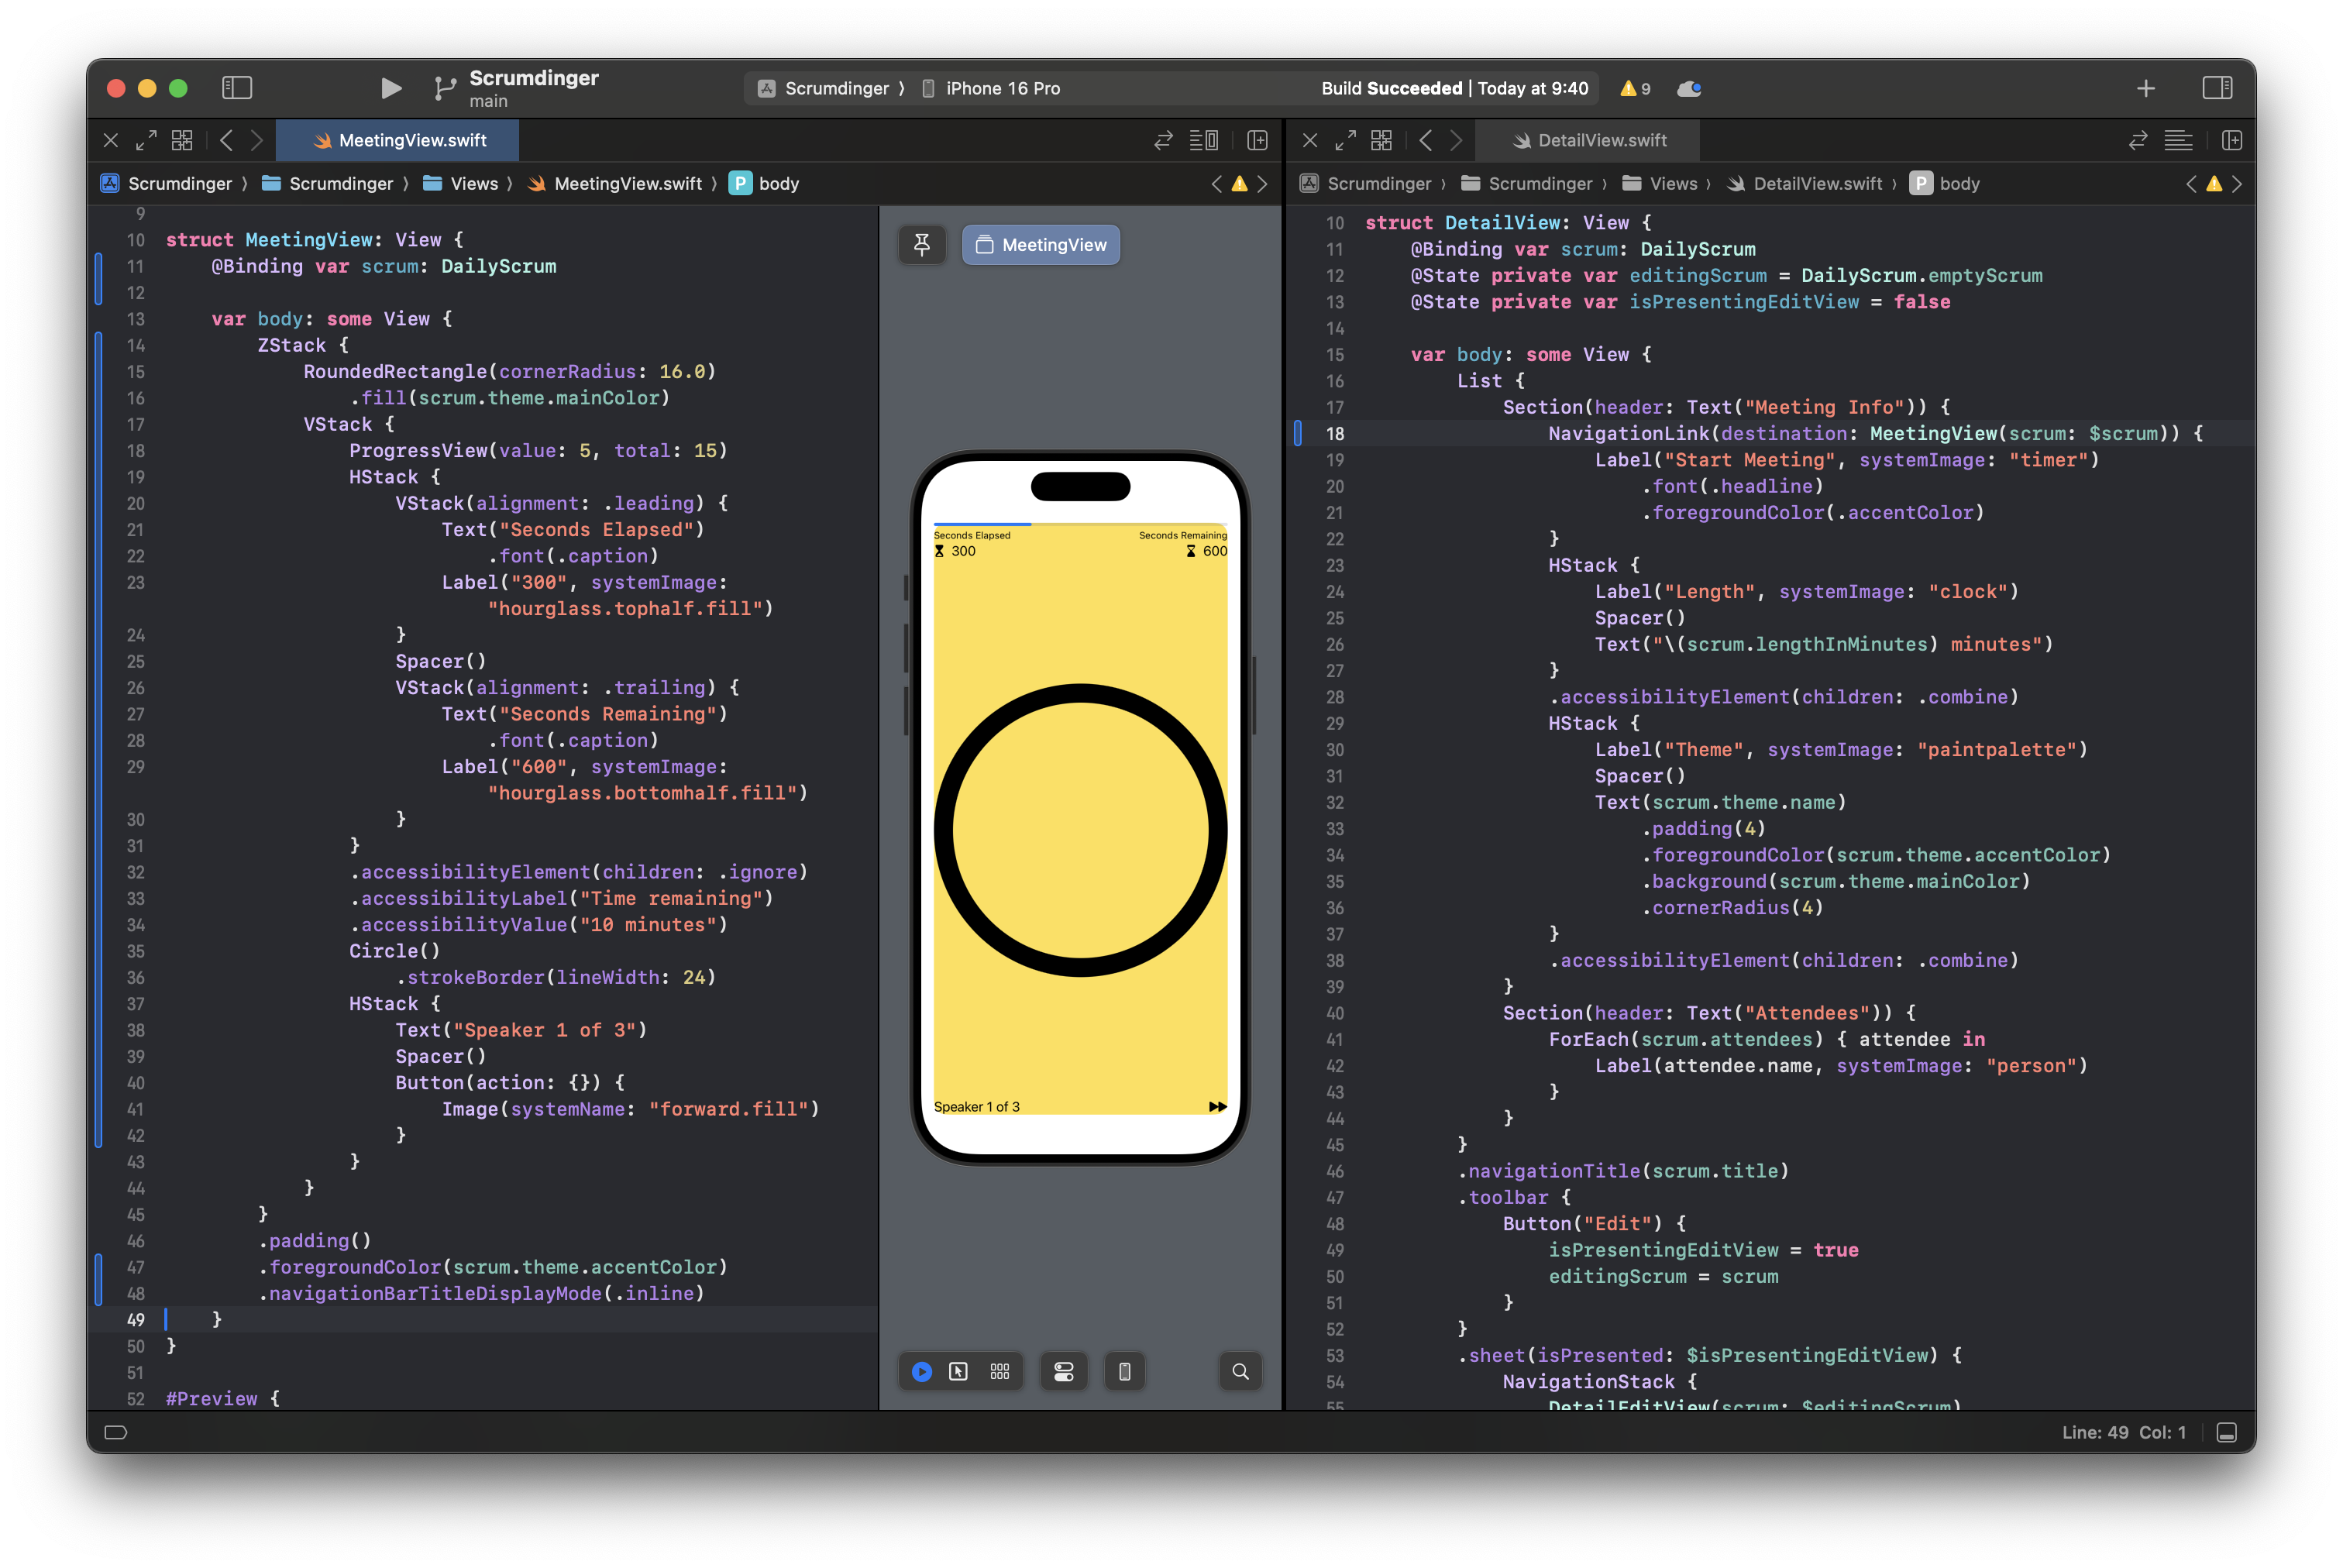 Scrumdinger
main
Scrumdinger 〉 iPhone 16 Pro
Build Succeeded | Today at 9:40
9
MeetingView.swift
Scrumdinger 〉 Scrumdinger 〉 Views 〉 MeetingView.swift 〉 P body
9
10 struct MeetingView: View {
11 @Binding var scrum: DailyScrum
12
13 var body: some View {
14 ZStack {
15 RoundedRectangle(cornerRadius: 16.0)
16 .fill(scrum.theme.mainColor)
17 VStack {
18 ProgressView(value: 5, total: 15)
19 HStack {
20 VStack(alignment: .leading) {
21 Text("Seconds Elapsed")
22 .font(.caption)
23 Label("300", systemImage:
"hourglass.tophalf.fill")
24 }
25 Spacer()
26 VStack(alignment: .trailing) {
27 Text("Seconds Remaining")
28 .font(.caption)
29 Label("600", systemImage:
"hourglass.bottomhalf.fill")
30 }
31 }
32 .accessibilityElement(children: .ignore)
33 .accessibilityLabel("Time remaining")
34 .accessibilityValue("10 minutes")
35 Circle()
36 .strokeBorder(lineWidth: 24)
37 HStack {
38 Text("Speaker 1 of 3")
39 Spacer()
40 Button(action: {}) {
41 Image(systemName: "forward.fill")
42 }
43 }
44 }
45 }
46 .padding()
47 .foregroundColor(scrum.theme.accentColor)
48 .navigationBarTitleDisplayMode(.inline)
49 }
50 }
51
52 #Preview {
MeetingView
Seconds Elapsed Seconds Remaining
300 600
Speaker 1 of 3
DetailView.swift
Scrumdinger 〉 Scrumdinger 〉 Views 〉 DetailView.swift 〉 P body
10 struct DetailView: View {
11 @Binding var scrum: DailyScrum
12 @State private var editingScrum = DailyScrum.emptyScrum
13 @State private var isPresentingEditView = false
14
15 var body: some View {
16 List {
17 Section(header: Text("Meeting Info")) {
18 NavigationLink(destination: MeetingView(scrum: $scrum)) {
19 Label("Start Meeting", systemImage: "timer")
20 .font(.headline)
21 .foregroundColor(.accentColor)
22 }
23 HStack {
24 Label("Length", systemImage: "clock")
25 Spacer()
26 Text("\(scrum.lengthInMinutes) minutes")
27 }
28 .accessibilityElement(children: .combine)
29 HStack {
30 Label("Theme", systemImage: "paintpalette")
31 Spacer()
32 Text(scrum.theme.name)
33 .padding(4)
34 .foregroundColor(scrum.theme.accentColor)
35 .background(scrum.theme.mainColor)
36 .cornerRadius(4)
37 }
38 .accessibilityElement(children: .combine)
39 }
40 Section(header: Text("Attendees")) {
41 ForEach(scrum.attendees) { attendee in
42 Label(attendee.name, systemImage: "person")
43 }
44 }
45 }
46 .navigationTitle(scrum.title)
47 .toolbar {
48 Button("Edit") {
49 isPresentingEditView = true
50 editingScrum = scrum
51 }
52 }
53 .sheet(isPresented: $isPresentingEditView) {
54 NavigationStack {
55 DetailEditView(scrum: $editingScrum)
Line: 49 Col: 1